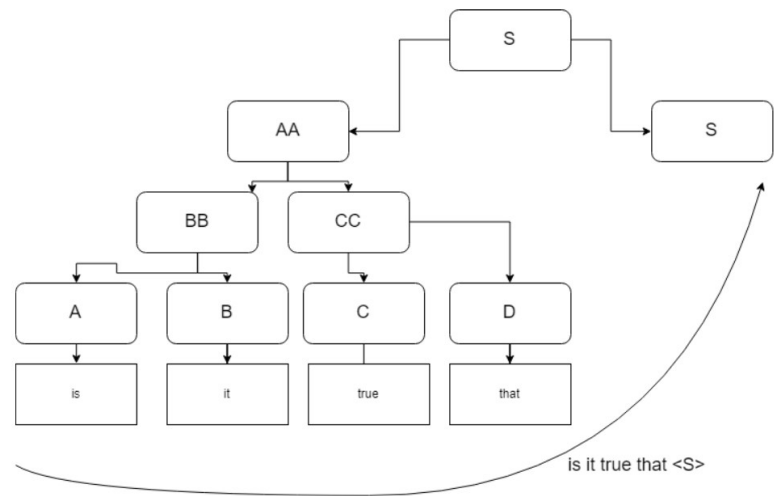 S
AA
S
BB
CC
A
B
C
D
is
it
true
that
is it true that <S>